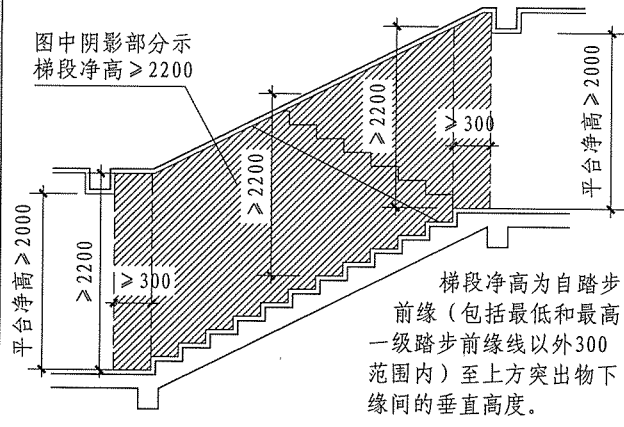 图中阴影部分示
梯段净高≥2200
≥2200
≥300
平台净高≥2000
≥2200
平台净高≥2000
≥2200
≥300
梯段净高为自踏步
前缘（包括最低和最高
一级踏步前缘线以外300
范围内）至上方突出物下
缘间的垂直高度。